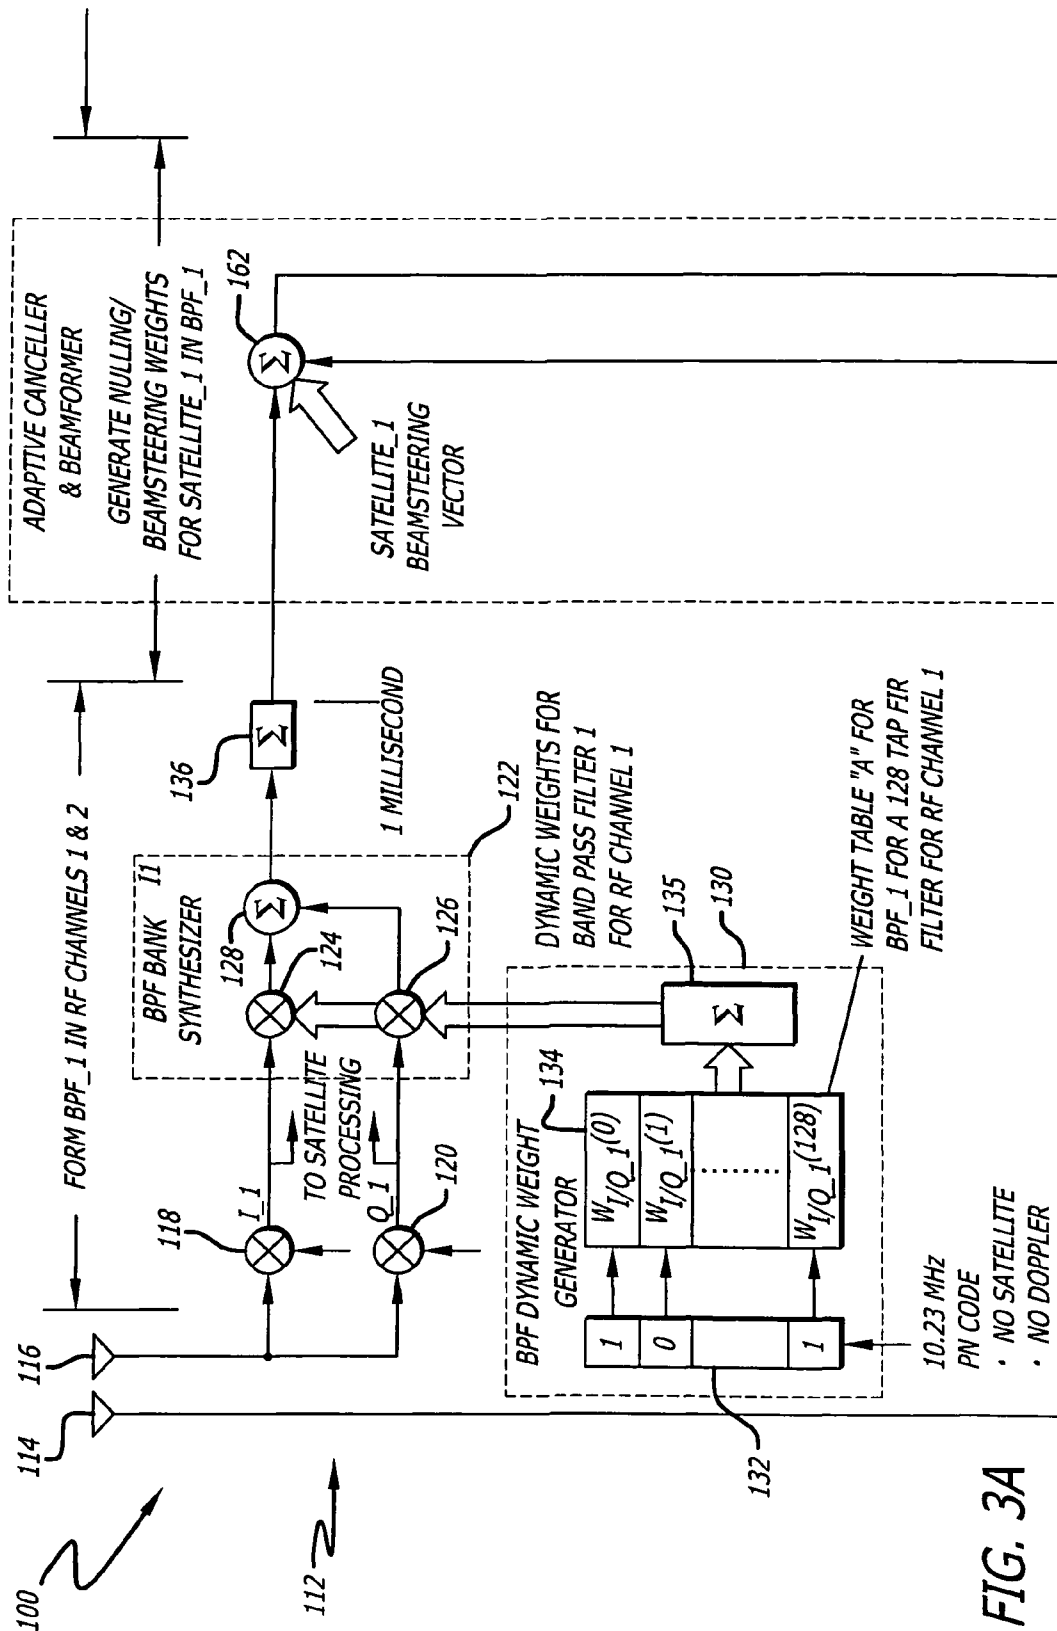 100
112
114
116
FORM BPF_1 IN RF CHANNELS 1 & 2
118
I_1
TO SATELLITE
PROCESSING
Q_1
120
BPF BANK
SYNTHESIZER
I1
128
124
126
122
136
Σ
Σ
1 MILLISECOND
ADAPTIVE CANCELLER
& BEAMFORMER
GENERATE NULLING/
BEAMSTEERING WEIGHTS
FOR SATELLITE_1 IN BPF_1
162
Σ
SATELLITE_1
BEAMSTEERING
VECTOR
DYNAMIC WEIGHTS FOR
BAND PASS FILTER 1
FOR RF CHANNEL 1
BPF DYNAMIC WEIGHT
GENERATOR
134
135
130
1
0
1
W I/Q_1 (0)
W I/Q_1 (1)
W I/Q_1 (128)
Σ
132
10.23 MHz
PN CODE
· NO SATELLITE
· NO DOPPLER
WEIGHT TABLE "A" FOR
BPF_1 FOR A 128 TAP FIR
FILTER FOR RF CHANNEL 1
FIG. 3A